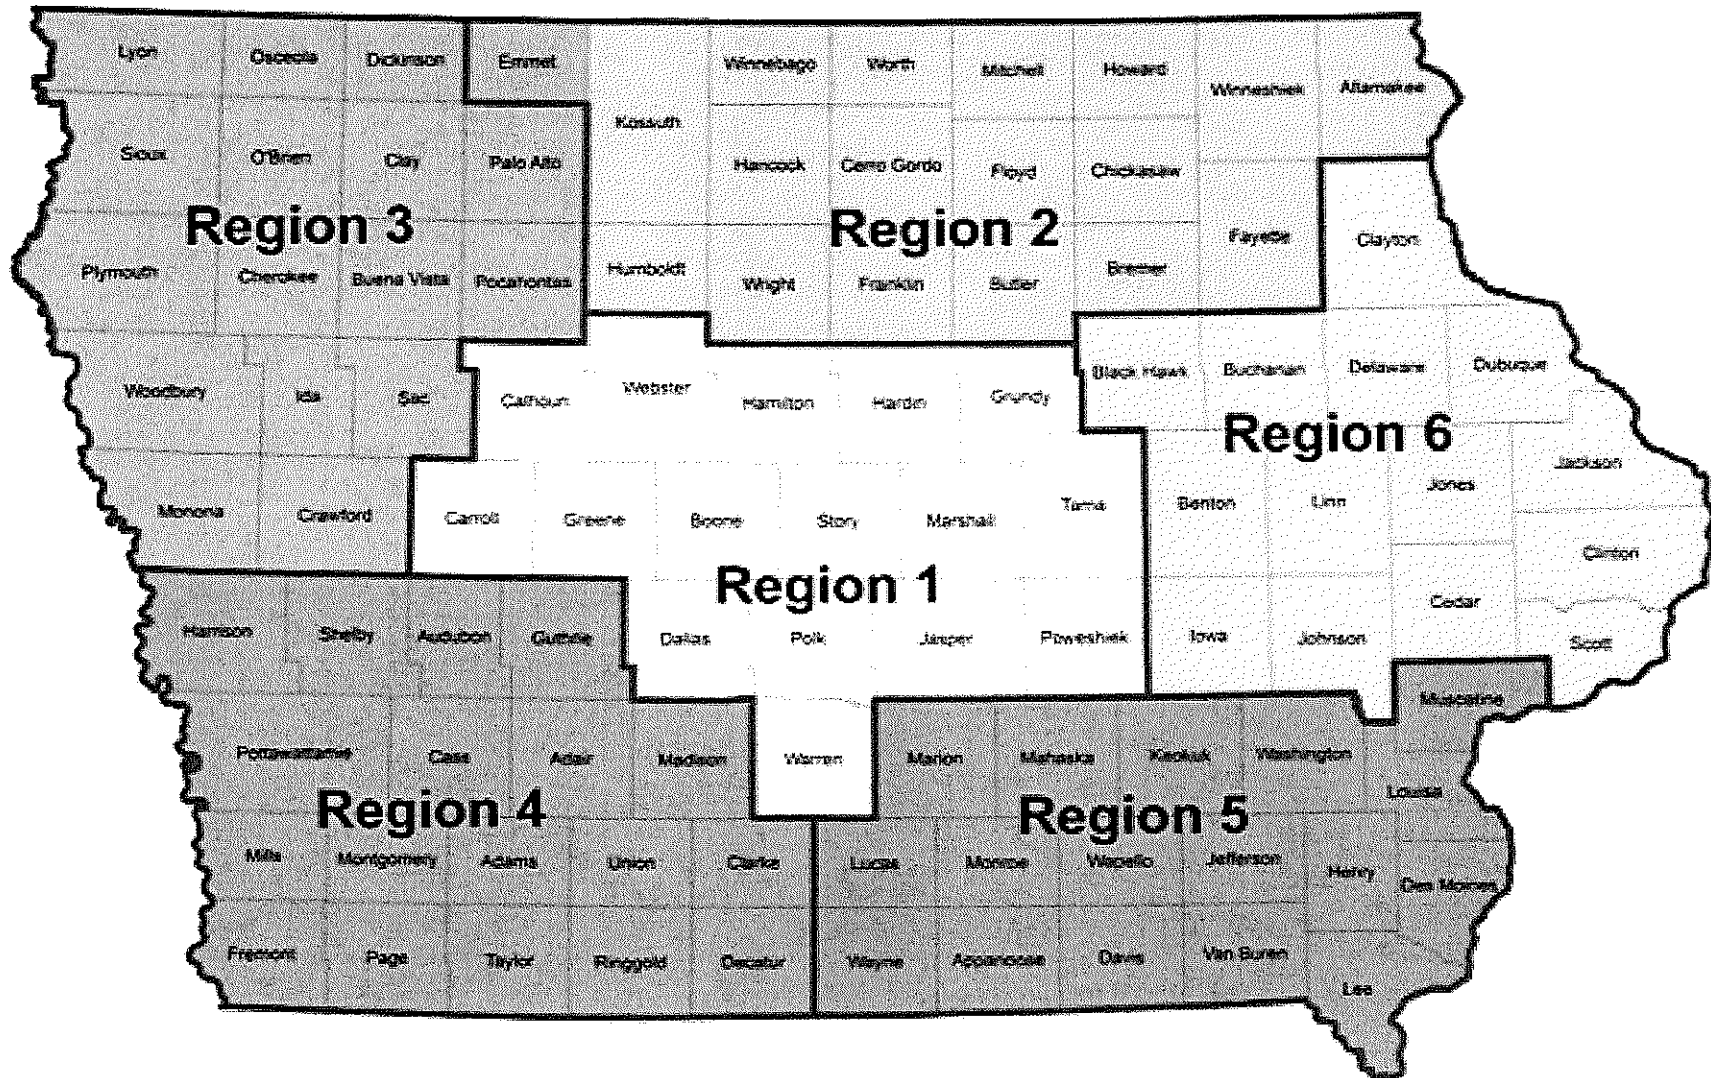 Lyon
Osceola
Dickinson
Emmet
Winnebago
Worth
Mitchell
Howard
Winneshiek
Allamakee
Kossuth
Sioux
O'Brien
Clay
Palo Alto
Hancock
Cerro Gordo
Floyd
Chickasaw
Region 3
Region 2
Fayette
Clayton
Plymouth
Cherokee
Buena Vista
Pocahontas
Humboldt
Wright
Franklin
Butler
Bremer
Woodbury
Ida
Sac
Calhoun
Webster
Hamilton
Hardin
Grundy
Black Hawk
Buchanan
Delaware
Dubuque
Region 6
Monona
Crawford
Carroll
Greene
Boone
Story
Marshall
Tama
Benton
Linn
Jones
Jackson
Clinton
Region 1
Cedar
Harrison
Shelby
Audubon
Guthrie
Dallas
Polk
Jasper
Poweshiek
Iowa
Johnson
Scott
Muscatine
Pottawattamie
Cass
Adair
Madison
Warren
Marion
Mahaska
Keokuk
Washington
Louisa
Region 4
Region 5
Mills
Montgomery
Adams
Union
Clarke
Lucas
Monroe
Wapello
Jefferson
Henry
Des Moines
Fremont
Page
Taylor
Ringgold
Decatur
Wayne
Appanoose
Davis
Van Buren
Lee